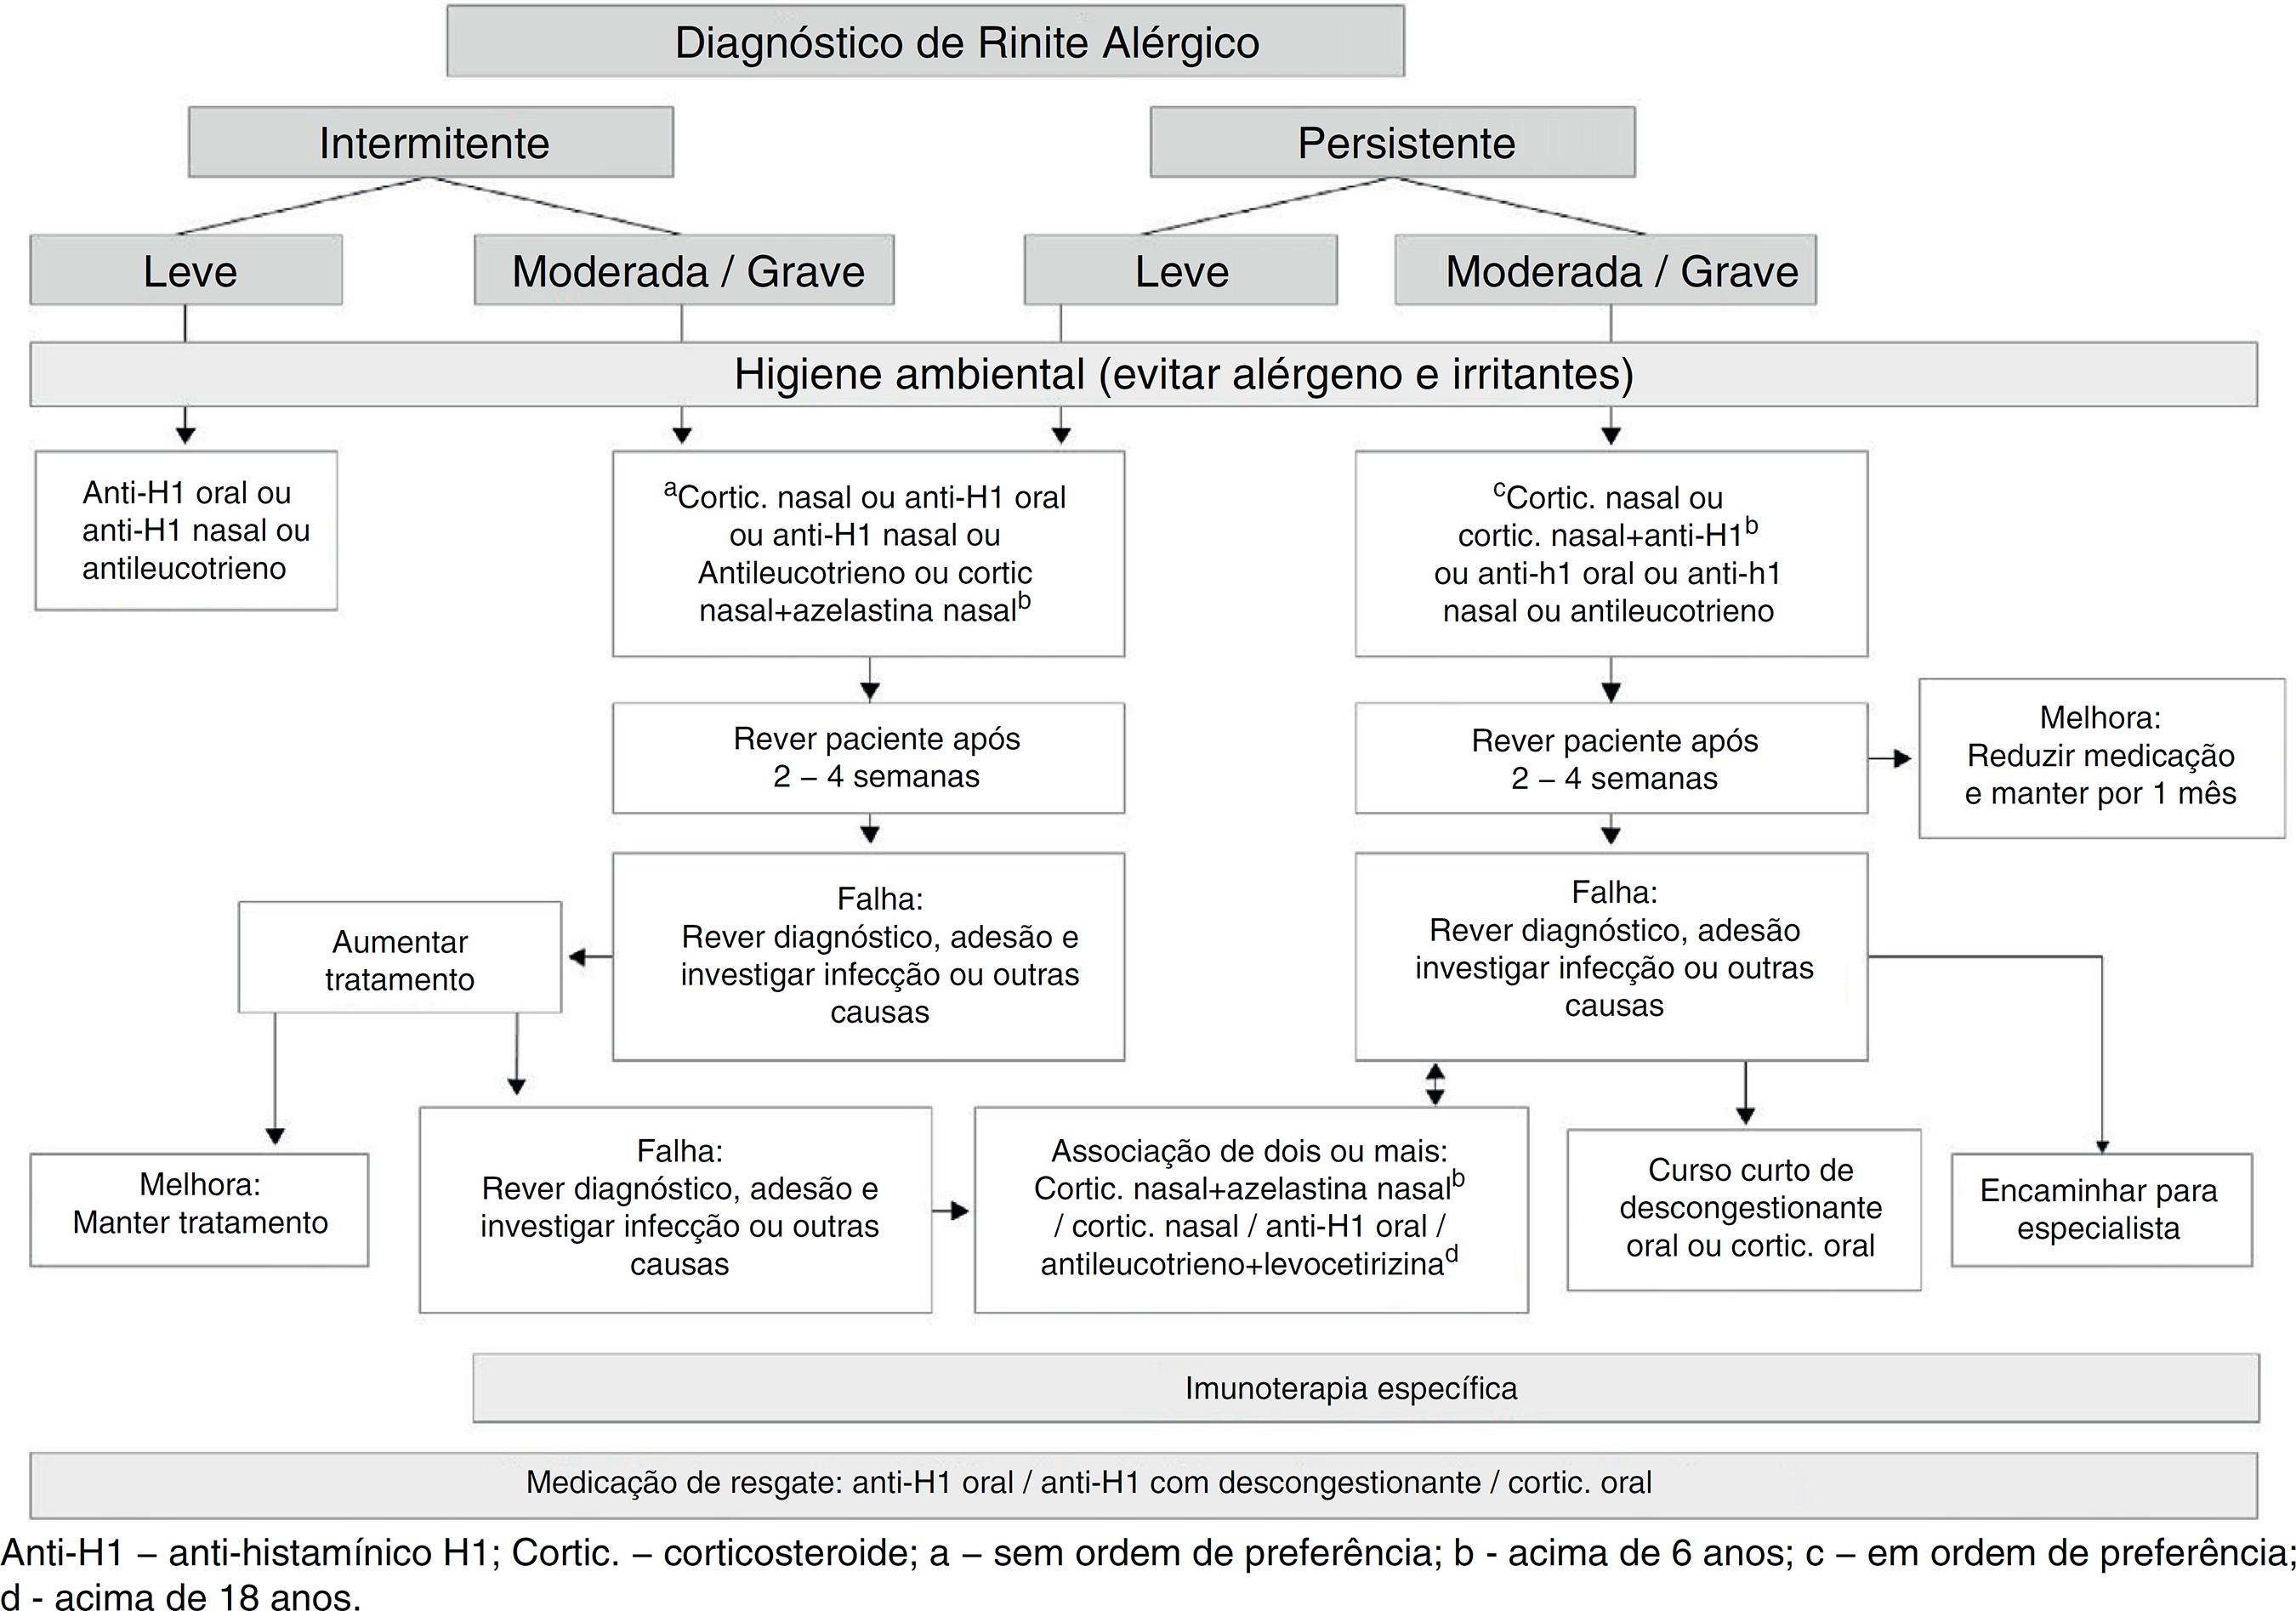 Diagnóstico de Rinite Alérgico
Intermitente
Persistente
Leve
Moderada / Grave
Leve
Moderada / Grave
Higiene ambiental (evitar alérgeno e irritantes)
Anti-H1 oral ou
anti-H1 nasal ou
antileucotrieno
aCortic. nasal ou anti-H1 oral
ou anti-H1 nasal ou
Antileucotrieno ou cortic
nasal+azelastina nasalb
cCortic. nasal ou
cortic. nasal+anti-H1b
ou anti-h1 oral ou anti-h1
nasal ou antileucotrieno
Rever paciente após
2 – 4 semanas
Rever paciente após
2 – 4 semanas
Melhora:
Reduzir medicação
e manter por 1 mês
Aumentar
tratamento
Falha:
Rever diagnóstico, adesão e
investigar infecção ou outras
causas
Falha:
Rever diagnóstico, adesão
investigar infecção ou outras
causas
Melhora:
Manter tratamento
Falha:
Rever diagnóstico, adesão e
investigar infecção ou outras
causas
Associação de dois ou mais:
Cortic. nasal+azelastina nasalb
/ cortic. nasal / anti-H1 oral /
antileucotrieno+levocetirizinad
Curso curto de
descongestionante
oral ou cortic. oral
Encaminhar para
especialista
Imunoterapia específica
Medicação de resgate: anti-H1 oral / anti-H1 com descongestionante / cortic. oral
Anti-H1 – anti-histamínico H1; Cortic. – corticosteroide; a – sem ordem de preferência; b - acima de 6 anos; c – em ordem de preferência;
d - acima de 18 anos.